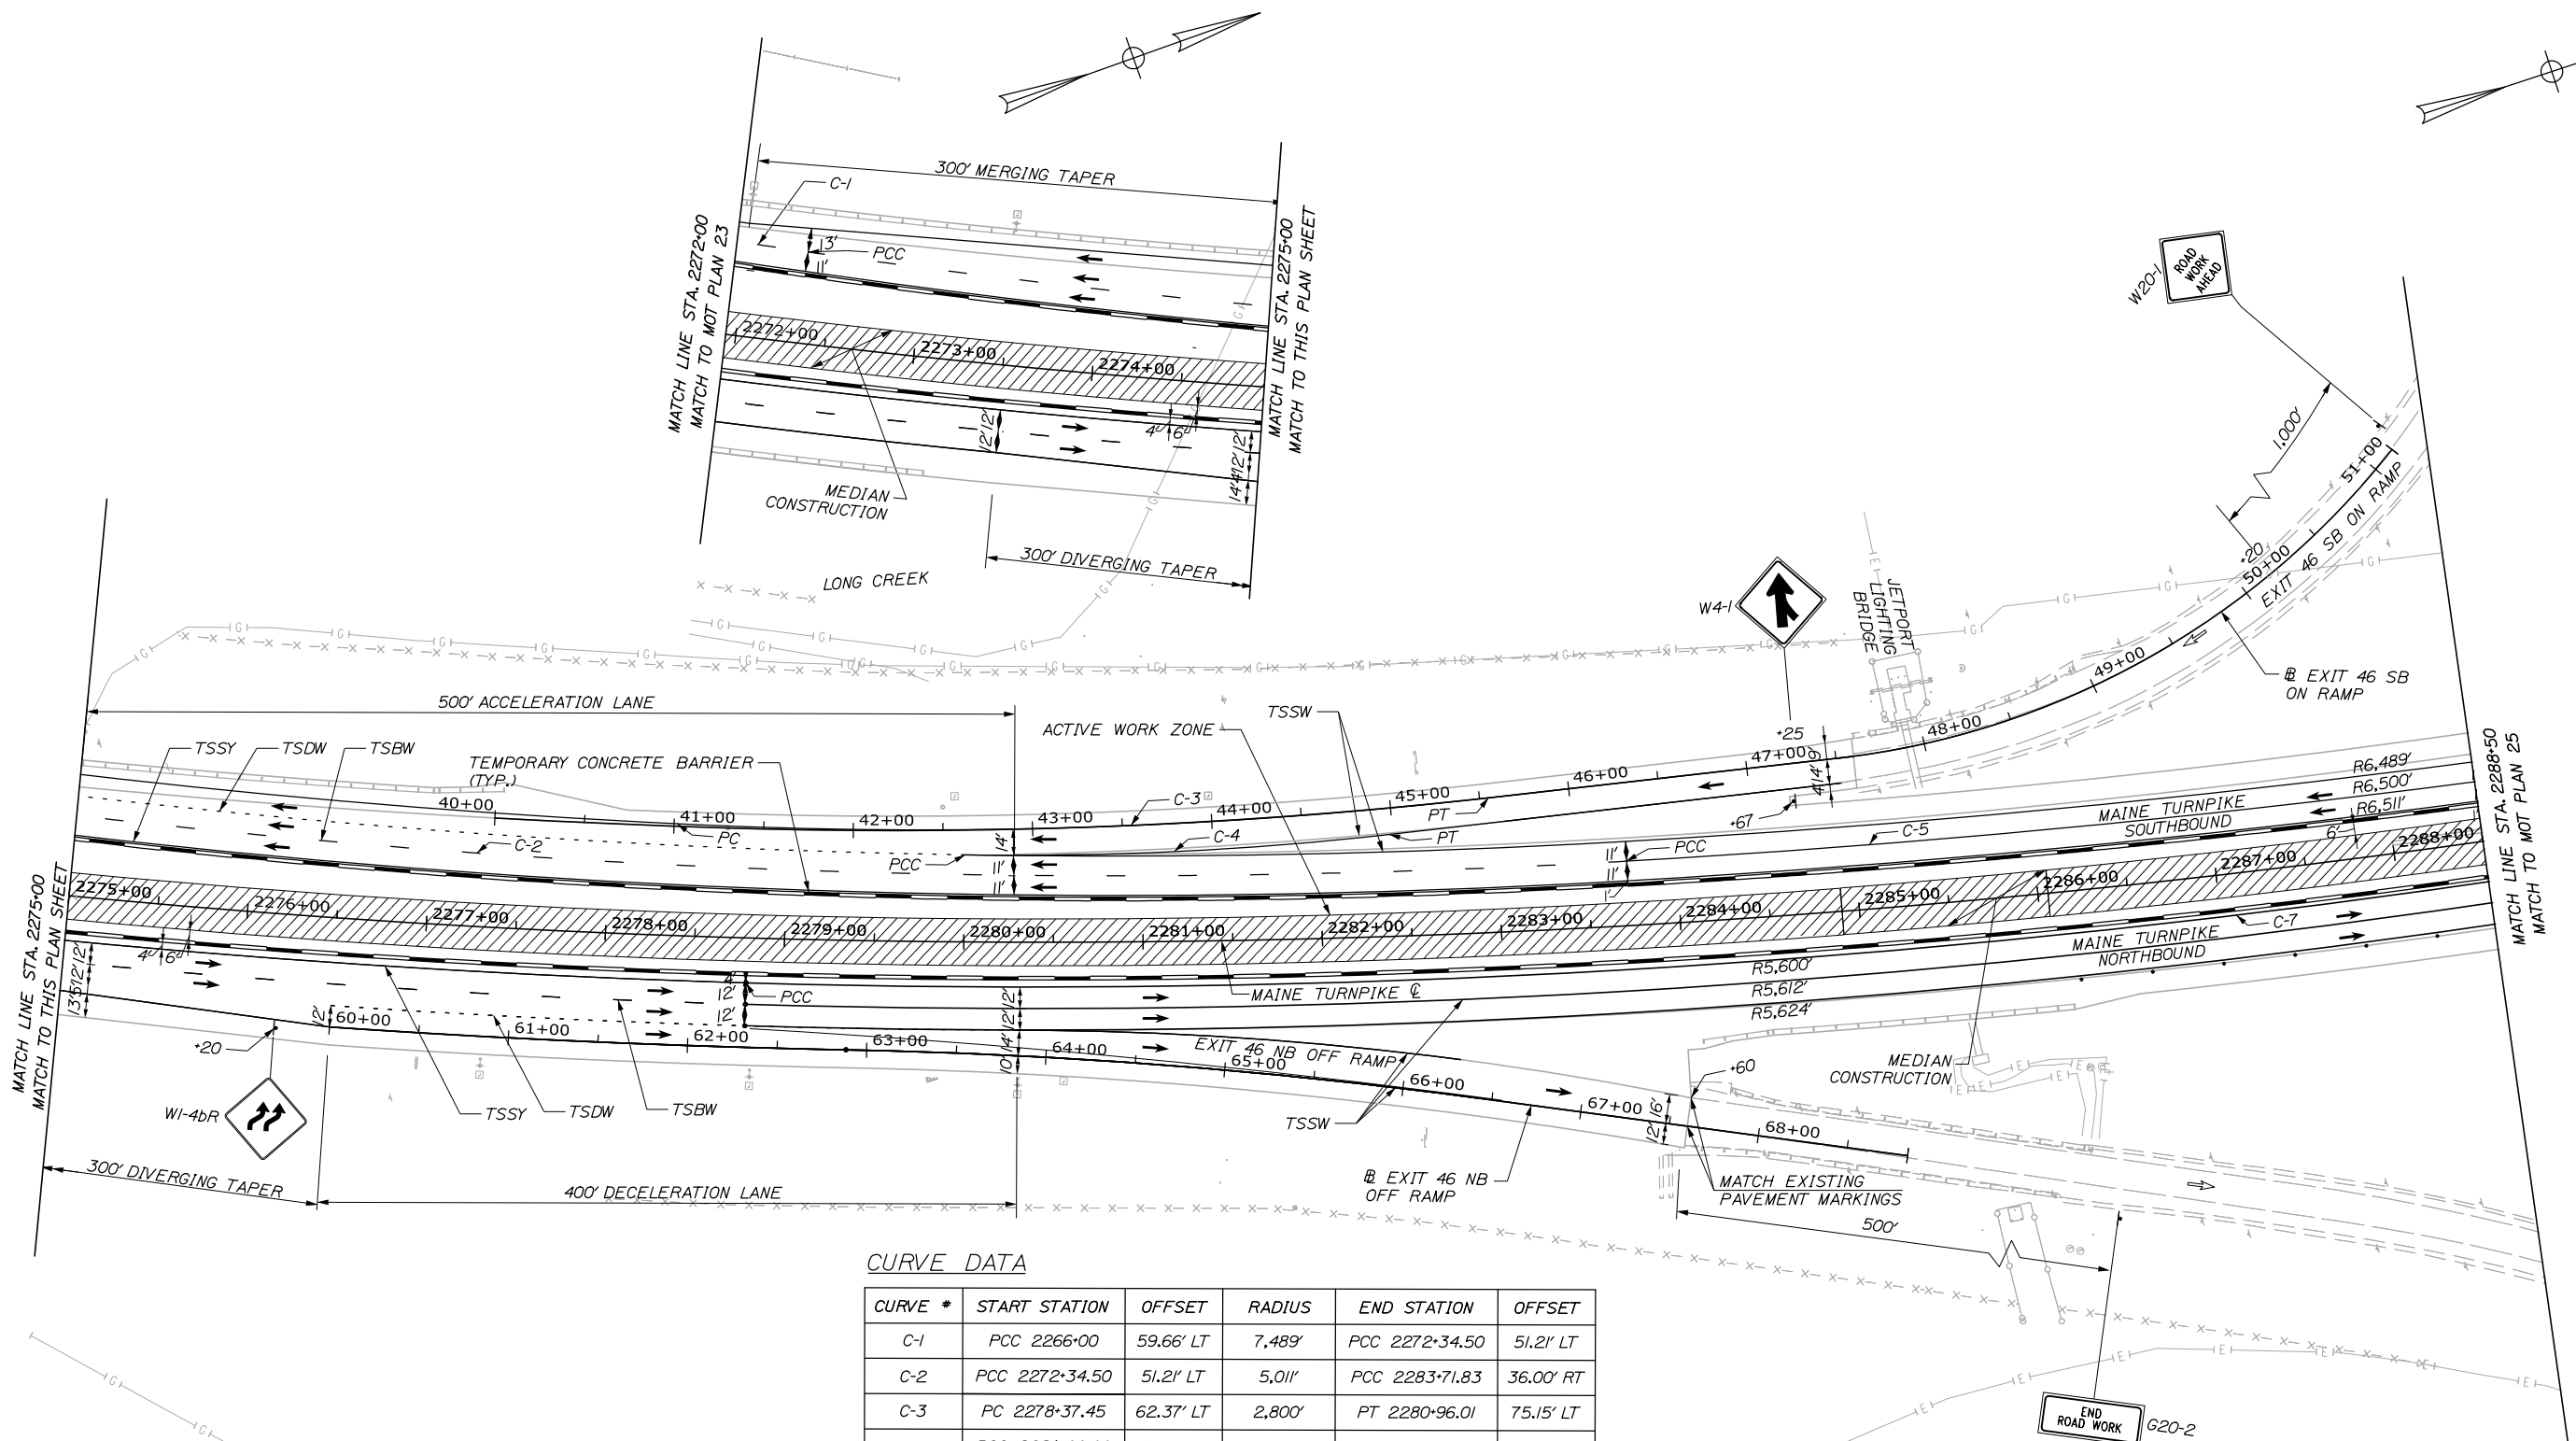 300' MERGING TAPER
C-1
13'
PCC
11'
MATCH LINE STA. 2272+00
MATCH TO MOT PLAN 23
MATCH LINE STA. 2275+00
MATCH TO THIS PLAN SHEET
2272+00
2273+00
2274+00
12' 12'
4' 6'
14' 4' 12' 12'
MEDIAN
CONSTRUCTION
300' DIVERGING TAPER
LONG CREEK
W20-1
ROAD
WORK
AHEAD
1,000'
51+00
+20
50+00
EXIT 46 SB ON RAMP
W4-1
JETPORT
LIGHTING
BRIDGE
49+00
℄ EXIT 46 SB
ON RAMP
500' ACCELERATION LANE
TSSW
ACTIVE WORK ZONE
+25
48+00
TSSY
TSDW
TSBW
TEMPORARY CONCRETE BARRIER
(TYP.)
47+00
4' 14' 9'
46+00
45+00
44+00
C-3
43+00
42+00
41+00
40+00
PC
PT
+67
R6,489'
R6,500'
R6,511'
MAINE TURNPIKE
SOUTHBOUND
C-5
6'
C-2
PCC
14'
11'
11'
C-4
PT
11'
11'
1'
PCC
MATCH LINE STA. 2288+50
MATCH TO MOT PLAN 25
MATCH LINE STA. 2275+00
MATCH TO THIS PLAN SHEET
2275+00
2276+00
2277+00
2278+00
2279+00
2280+00
2281+00
2282+00
2283+00
2284+00
2285+00
2286+00
2287+00
2288+00
C-7
MAINE TURNPIKE
NORTHBOUND
4' 6'
13' 5' 12' 12'
4'
12'
12'
PCC
12' 12'
MAINE TURNPIKE ℄
R5,600'
R5,612'
R5,624'
12'
60+00
61+00
62+00
63+00
64+00
65+00
66+00
67+00
68+00
EXIT 46 NB OFF RAMP
10' 14'
+20
W1-4bR
TSSY
TSDW
TSBW
TSSW
MEDIAN
CONSTRUCTION
+60
12' 16'
300' DIVERGING TAPER
400' DECELERATION LANE
℄ EXIT 46 NB
OFF RAMP
MATCH EXISTING
PAVEMENT MARKINGS
500'
END
ROAD WORK
G20-2
CURVE DATA
CURVE # START STATION OFFSET RADIUS END STATION OFFSET
C-1 PCC 2266+00 59.66' LT 7,489' PCC 2272+34.50 51.21' LT
C-2 PCC 2272+34.50 51.21' LT 5,011' PCC 2283+71.83 36.00' RT
C-3 PC 2278+37.45 62.37' LT 2,800' PT 2280+96.01 75.15' LT